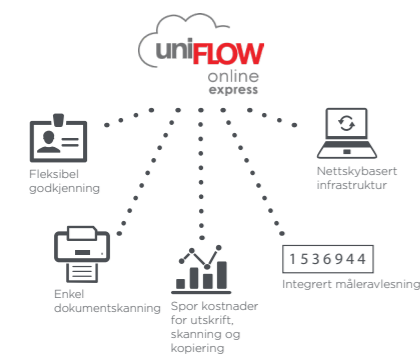 uniFLOW
online
express
Fleksibel
godkjenning
Nettskybasert
infrastruktur
Enkel
dokumentskanning
Spor kostnader
for utskrift,
skanning og
kopiering
1536944
Integrert måleravlesning